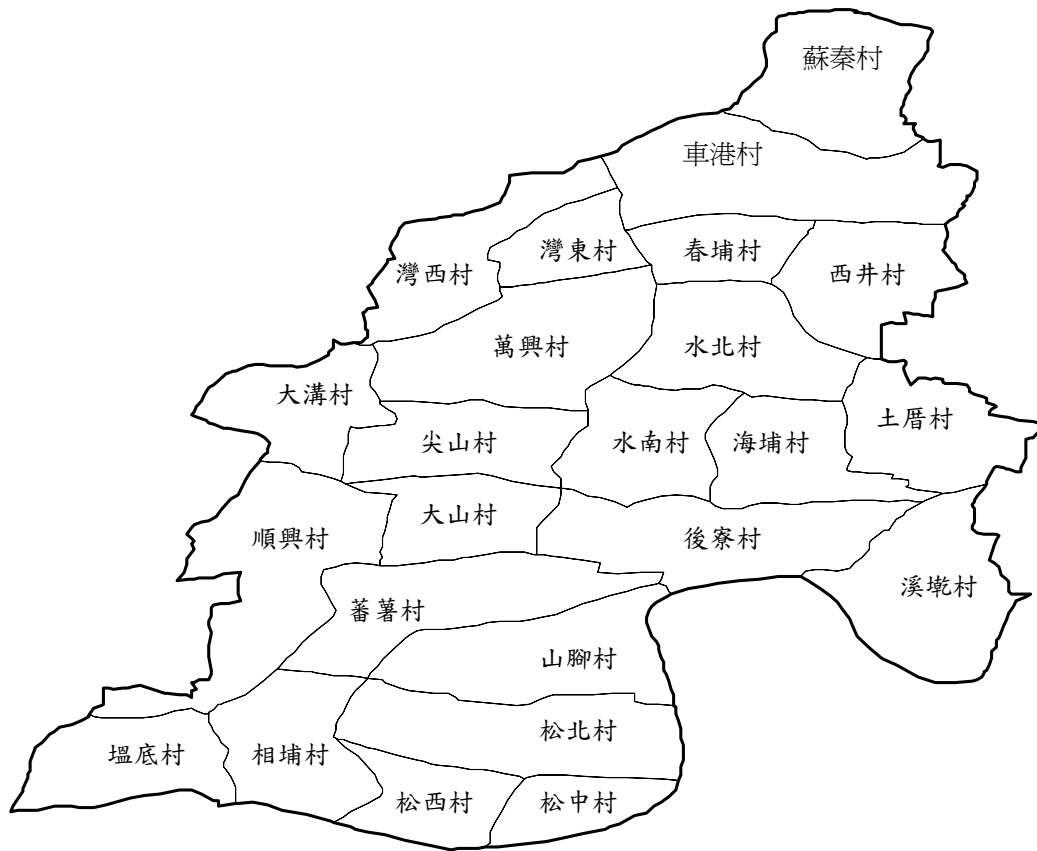 蘇秦村
車港村
灣東村
春埔村
灣西村
西井村
萬興村
水北村
大溝村
土厝村
尖山村
水南村
海埔村
大山村
順興村
後寮村
溪墘村
蕃薯村
山腳村
松北村
塭底村
相埔村
松西村
松中村